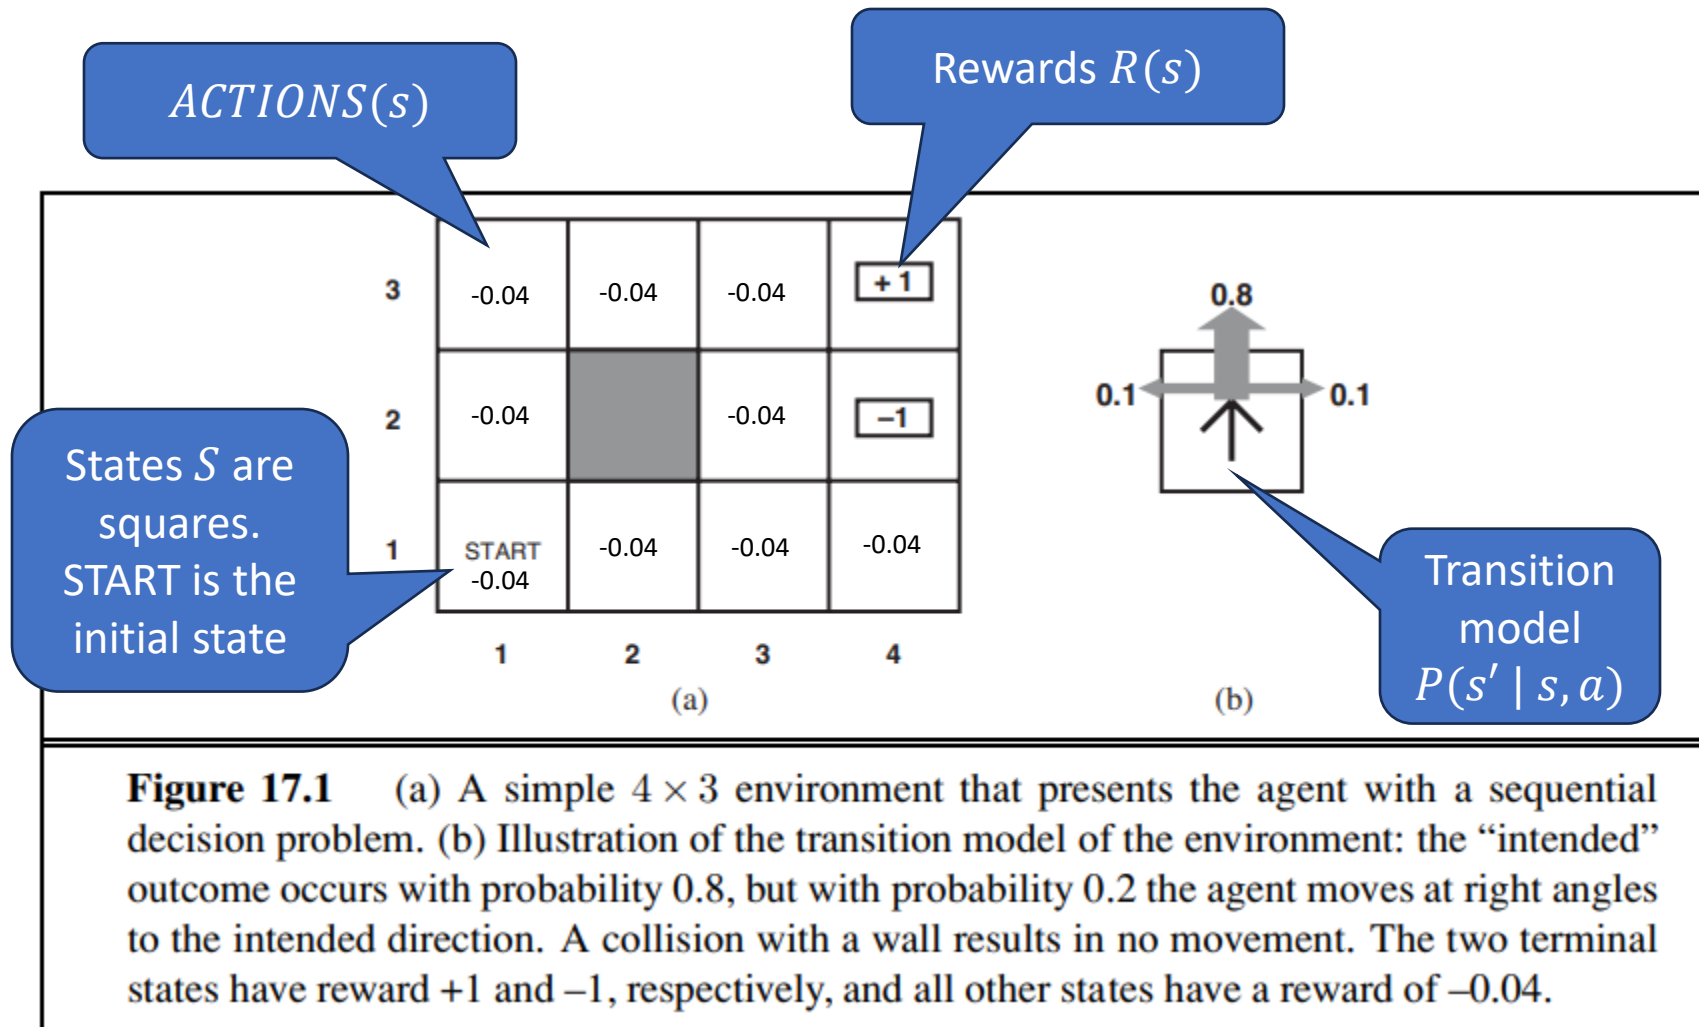 ACTIONS(s)
Rewards R(s)
3
-0.04
-0.04
-0.04
+ 1
2
-0.04
-0.04
–1
1
START
-0.04
-0.04
-0.04
-0.04
1
2
3
4
(a)
States S are
squares.
START is the
initial state
0.8
0.1
0.1
(b)
Transition
model
P(s′ | s, a)
Figure 17.1 (a) A simple 4 × 3 environment that presents the agent with a sequential
decision problem. (b) Illustration of the transition model of the environment: the “intended”
outcome occurs with probability 0.8, but with probability 0.2 the agent moves at right angles
to the intended direction. A collision with a wall results in no movement. The two terminal
states have reward +1 and –1, respectively, and all other states have a reward of –0.04.